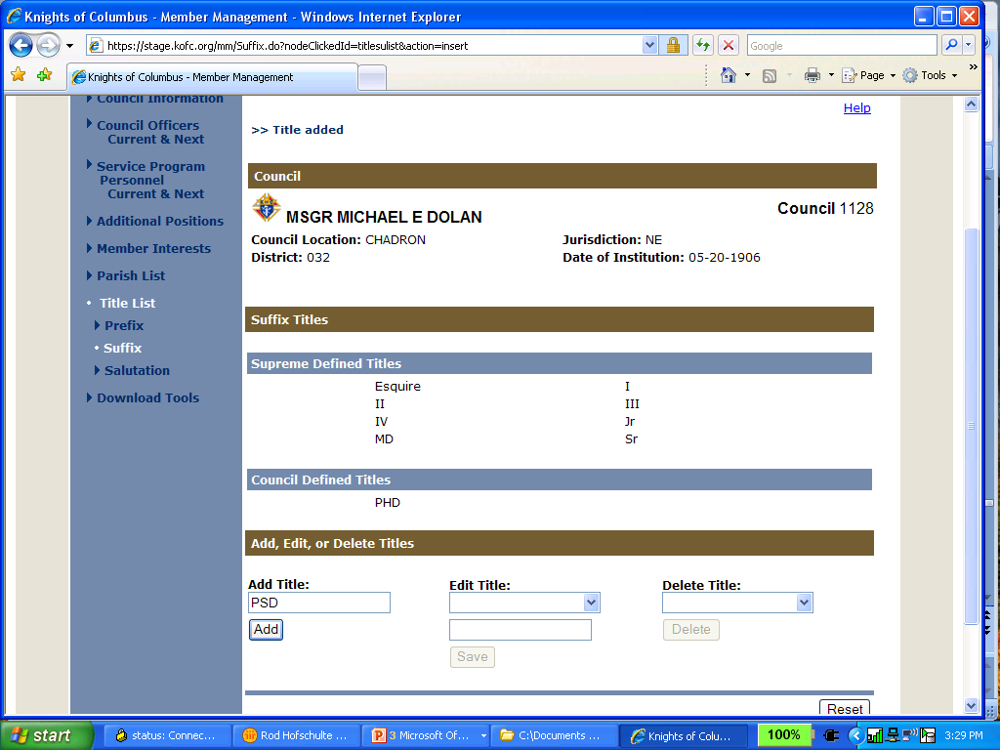 Knights of Columbus - Member Management - Windows Internet Explorer
https://stage.kofc.org/mm/Suffix.do?nodeClickedId=titlesulist&action=insert
Google
Knights of Columbus - Member Management
Page
Tools
Council Information
Council Officers
Current & Next
Service Program
Personnel
Current & Next
Additional Positions
Member Interests
Parish List
Title List
Prefix
Suffix
Salutation
Download Tools
Help
>> Title added
Council
MSGR MICHAEL E DOLAN
Council 1128
Council Location: CHADRON
Jurisdiction: NE
District: 032
Date of Institution: 05-20-1906
Suffix Titles
Supreme Defined Titles
Esquire I
II III
IV Jr
MD Sr
Council Defined Titles
PHD
Add, Edit, or Delete Titles
Add Title: Edit Title: Delete Title:
PSD
Add Delete
Save
Reset
start
status: Connec...
Rod Hofschulte ...
3 Microsoft Of...
C:\Documents ...
Knights of Colu...
100%
3:29 PM